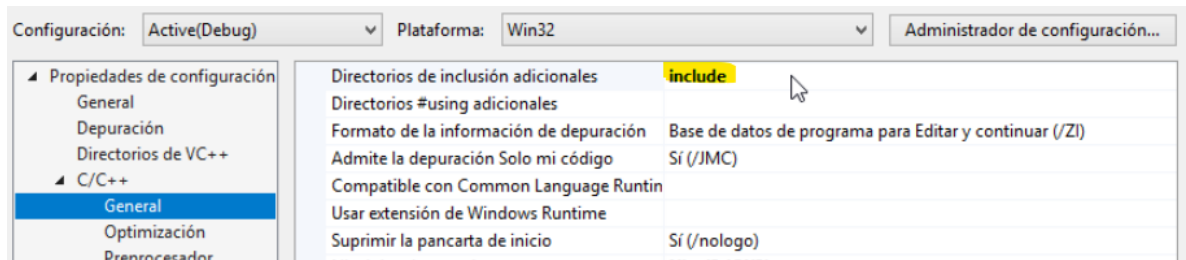 Configuración: Active(Debug) Plataforma: Win32 Administrador de configuración...
Propiedades de configuración
General
Depuración
Directorios de VC++
C/C++
General
Optimización
Preprocesador
Directorios de inclusión adicionales include
Directorios #using adicionales
Formato de la información de depuración Base de datos de programa para Editar y continuar (/ZI)
Admite la depuración Solo mi código Sí (/JMC)
Compatible con Common Language Runtin
Usar extensión de Windows Runtime
Suprimir la pancarta de inicio Sí (/nologo)